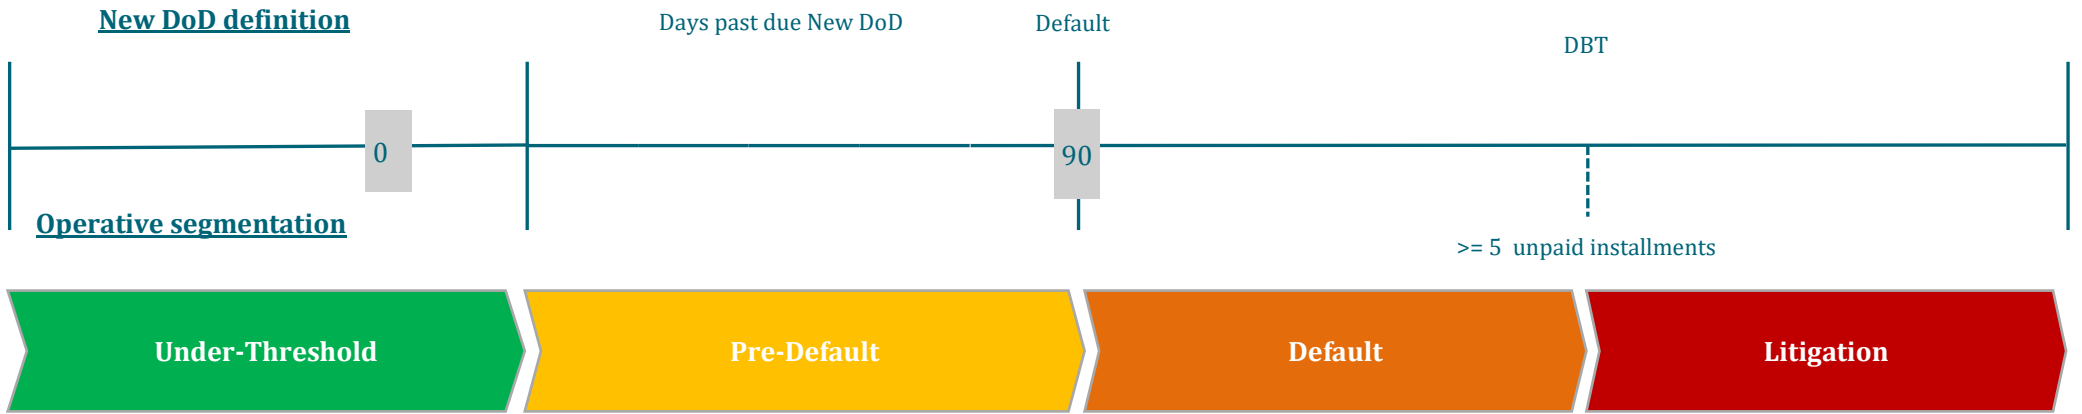 New DoD definition
Days past due New DoD
Default
DBT
0
90
Operative segmentation
>= 5 unpaid installments
Under-Threshold
Pre-Default
Default
Litigation